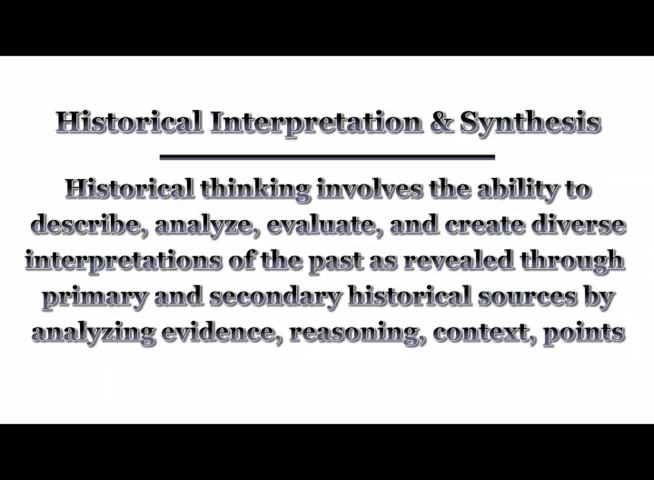 Historical Interpretation & Synthesis
Historical thinking involves the ability to
describe, analyze, evaluate, and create diverse
interpretations of the past as revealed through
primary and secondary historical sources by
analyzing evidence, reasoning, context, points